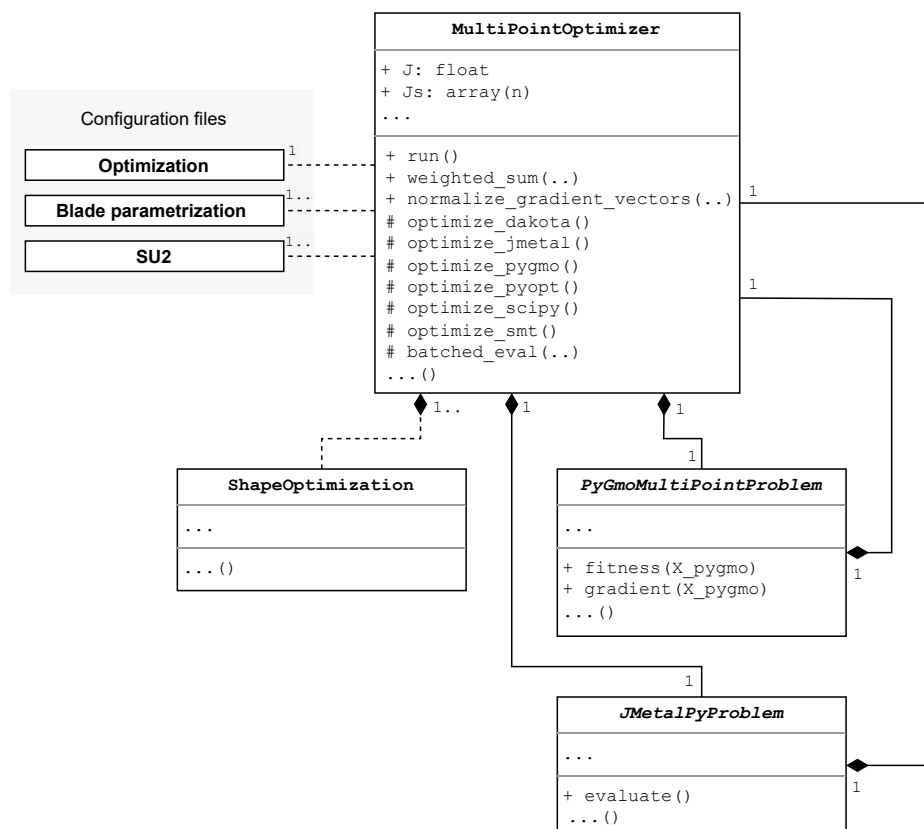 MultiPointOptimizer
+ J: float
+ Js: array(n)
...
+ run()
+ weighted_sum(..)
+ normalize_gradient_vectors(..)
# optimize_dakota()
# optimize_jmetal()
# optimize_pygmo()
# optimize_pyopt()
# optimize_scipy()
# optimize_smt()
# batched_eval(..)
...()
Configuration files
Optimization
1
Blade parametrization
1..
SU2
1..
1
1
1..
1
1
ShapeOptimization
...
...()
1
PyGmoMultiPointProblem
...
+ fitness(X_pygmo)
+ gradient(X_pygmo)
...()
1
1
JMetalPyProblem
...
+ evaluate()
...()
1